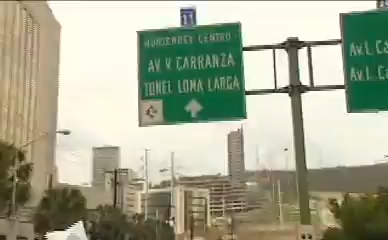 11
MONTERREY CENTRO
AV. V. CARRANZA
TUNEL LOMA LARGA
AV. L.
AV. L.